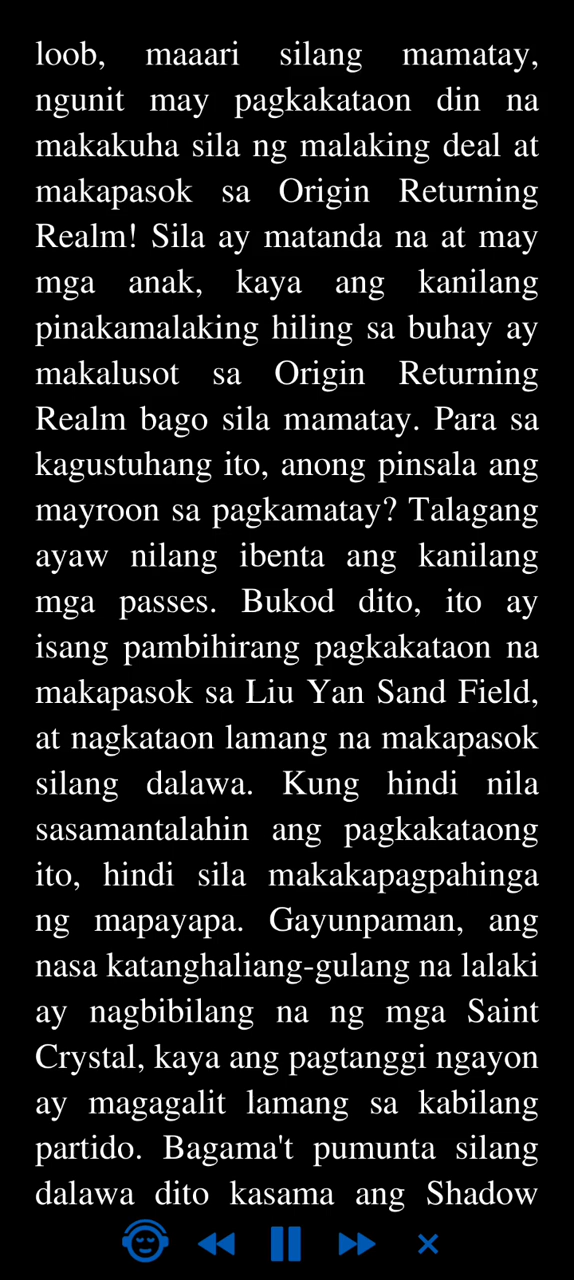 loob, maaari silang mamatay,
ngunit may pagkakataon din na
makakuha sila ng malaking deal at
makapasok sa Origin Returning
Realm! Sila ay matanda na at may
mga anak, kaya ang kanilang
pinakamalaking hiling sa buhay ay
makalusot sa Origin Returning
Realm bago sila mamatay. Para sa
kagustuhang ito, anong pinsala ang
mayroon sa pagkamatay? Talagang
ayaw nilang ibenta ang kanilang
mga passes. Bukod dito, ito ay
isang pambihirang pagkakataon na
makapasok sa Liu Yan Sand Field,
at nagkataon lamang na makapasok
silang dalawa. Kung hindi nila
sasamantalahin ang pagkakataong
ito, hindi sila makakapagpahinga
ng mapayapa. Gayunpaman, ang
nasa katanghaliang-gulang na lalaki
ay nagbibilang na ng mga Saint
Crystal, kaya ang pagtanggi ngayon
ay magagalit lamang sa kabilang
partido. Bagama't pumunta silang
dalawa dito kasama ang Shadow